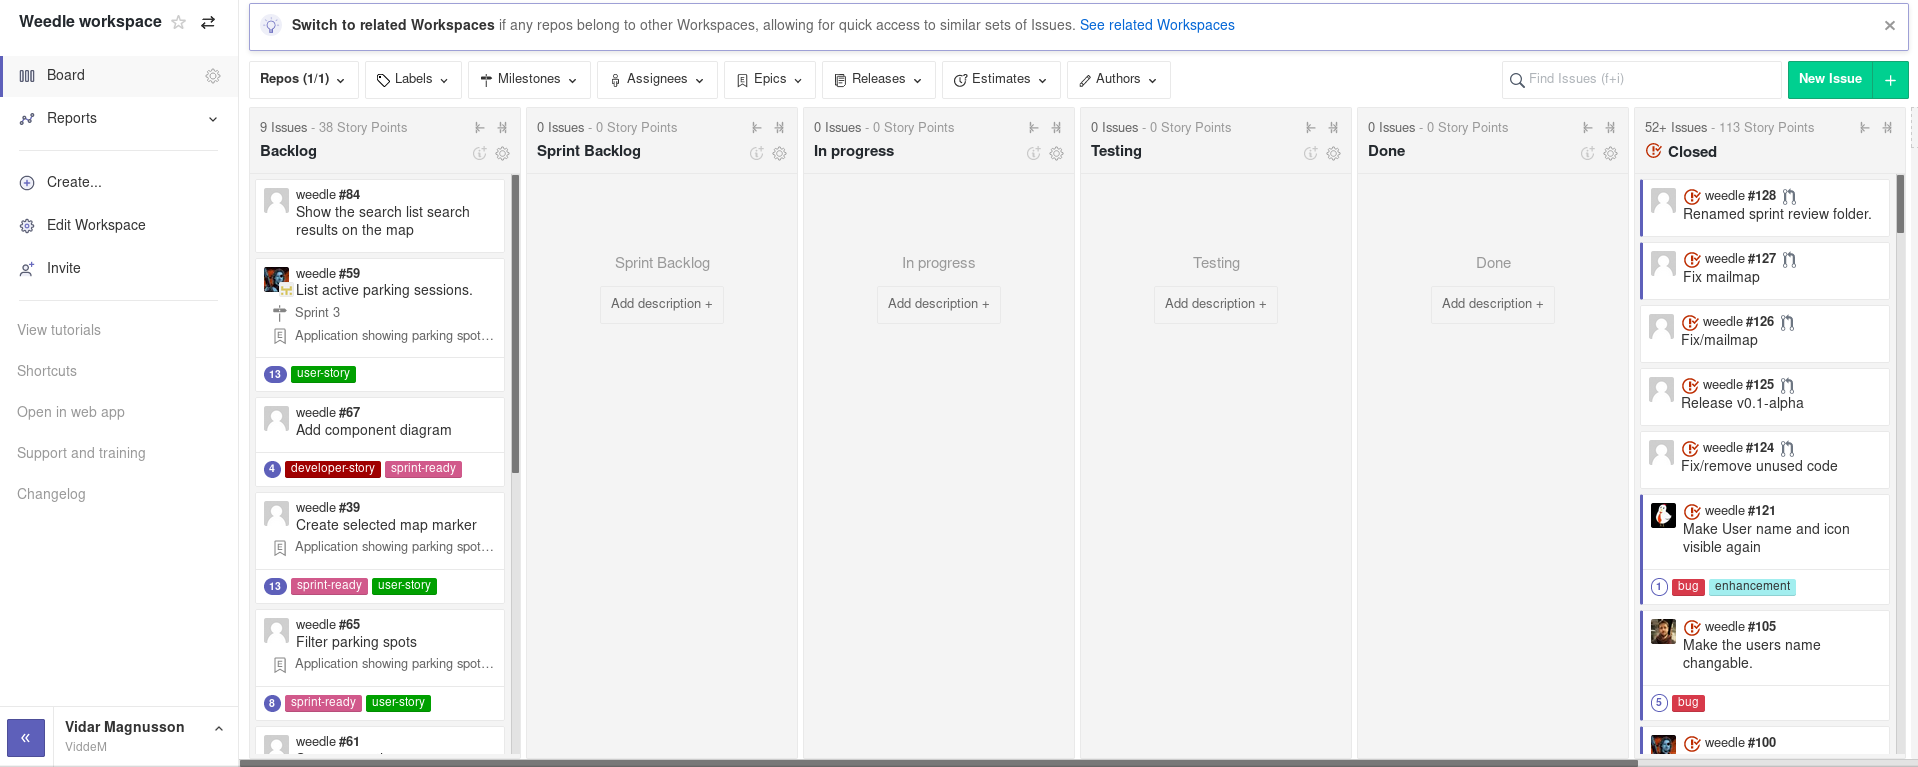 Weedle workspace
Board
Reports
Create...
Edit Workspace
Invite
View tutorials
Shortcuts
Open in web app
Support and training
Changelog
«
Vidar Magnusson
ViddeM
Switch to related Workspaces if any repos belong to other Workspaces, allowing for quick access to similar sets of Issues. See related Workspaces
Repos (1/1)
Labels
Milestones
Assignees
Epics
Releases
Estimates
Authors
Find Issues (f+i)
New Issue
+
9 Issues - 38 Story Points
Backlog
weedle #84
Show the search list search
results on the map
weedle #59
List active parking sessions.
Sprint 3
Application showing parking spot...
13 user-story
weedle #67
Add component diagram
4 developer-story sprint-ready
weedle #39
Create selected map marker
Application showing parking spot...
13 sprint-ready user-story
weedle #65
Filter parking spots
Application showing parking spot...
8 sprint-ready user-story
weedle #61
0 Issues - 0 Story Points
Sprint Backlog
Sprint Backlog
Add description +
0 Issues - 0 Story Points
In progress
In progress
Add description +
0 Issues - 0 Story Points
Testing
Testing
Add description +
0 Issues - 0 Story Points
Done
Done
Add description +
52+ Issues - 113 Story Points
Closed
weedle #128
Renamed sprint review folder.
weedle #127
Fix mailmap
weedle #126
Fix/mailmap
weedle #125
Release v0.1-alpha
weedle #124
Fix/remove unused code
weedle #121
Make User name and icon
visible again
1 bug enhancement
weedle #105
Make the users name
changable.
5 bug
weedle #100